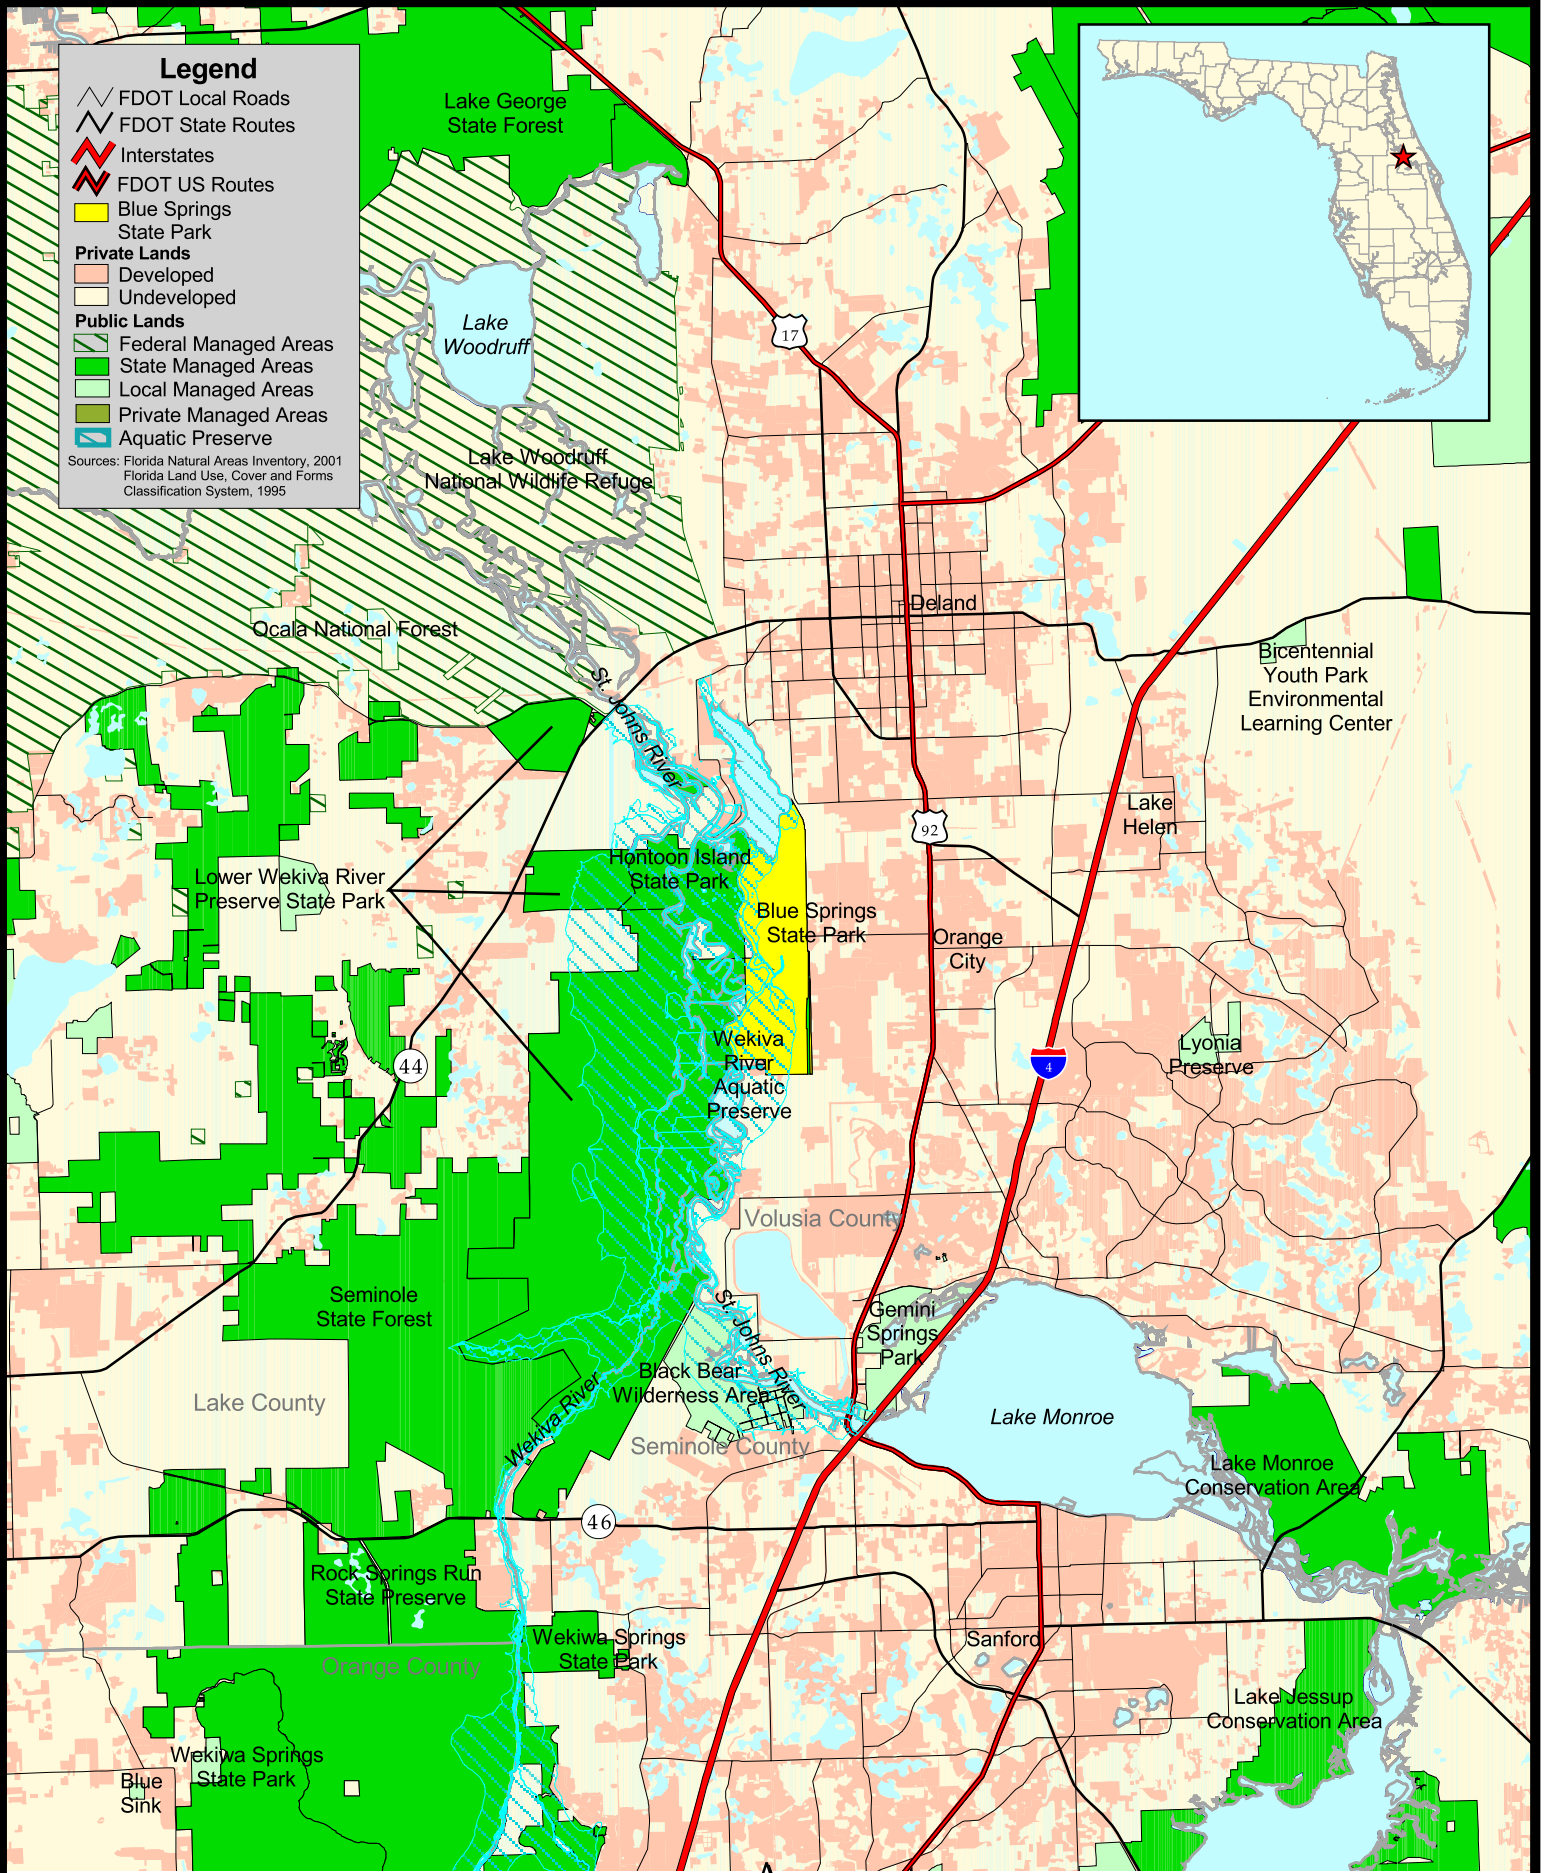 Legend
FDOT Local Roads
FDOT State Routes
Interstates
FDOT US Routes
Blue Springs
State Park
Private Lands
Developed
Undeveloped
Public Lands
Federal Managed Areas
State Managed Areas
Local Managed Areas
Private Managed Areas
Aquatic Preserve
Sources: Florida Natural Areas Inventory, 2001
Florida Land Use, Cover and Forms
Classification System, 1995
Lake George
State Forest
17
Lake
Woodruff
Lake Woodruff
National Wildlife Refuge
Ocala National Forest
Deland
Bicentennial
Youth Park
Environmental
Learning Center
St. Johns River
Lake
Helen
92
Hontoon Island
State Park
Lower Wekiva River
Preserve State Park
Blue Springs
State Park
Orange
City
Wekiva
River
Aquatic
Preserve
Lyonia
Preserve
44
4
Volusia County
Seminole
State Forest
St. Johns River
Gemini
Springs
Park
Black Bear
Wilderness Area
Lake County
Wekiva River
Lake Monroe
Seminole County
Lake Monroe
Conservation Area
46
Rock Springs Run
State Preserve
Wekiwa Springs
State Park
Sanford
Orange County
Lake Jessup
Conservation Area
Wekiwa Springs
State Park
Blue
Sink